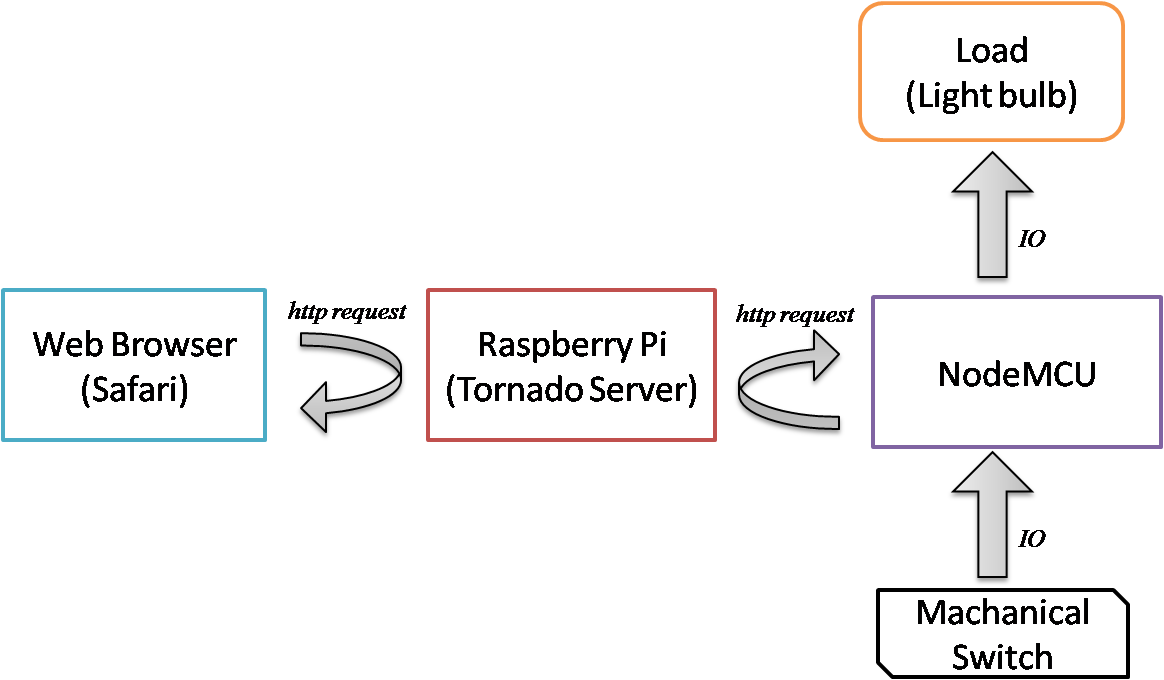 Load
(Light bulb)
IO
http request
http request
Web Browser
(Safari)
Raspberry Pi
(Tornado Server)
NodeMCU
IO
Machanical
Switch